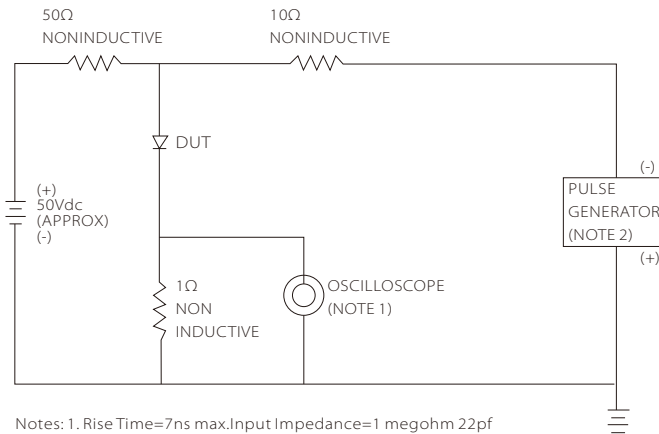 50Ω
NONINDUCTIVE
10Ω
NONINDUCTIVE
DUT
(+)
50Vdc
(APPROX)
(-)
(-)
PULSE
GENERATOR
(NOTE 2)
(+)
1Ω
NON
INDUCTIVE
OSCILLOSCOPE
(NOTE 1)
Notes: 1. Rise Time=7ns max.Input Impedance=1 megohm 22pf